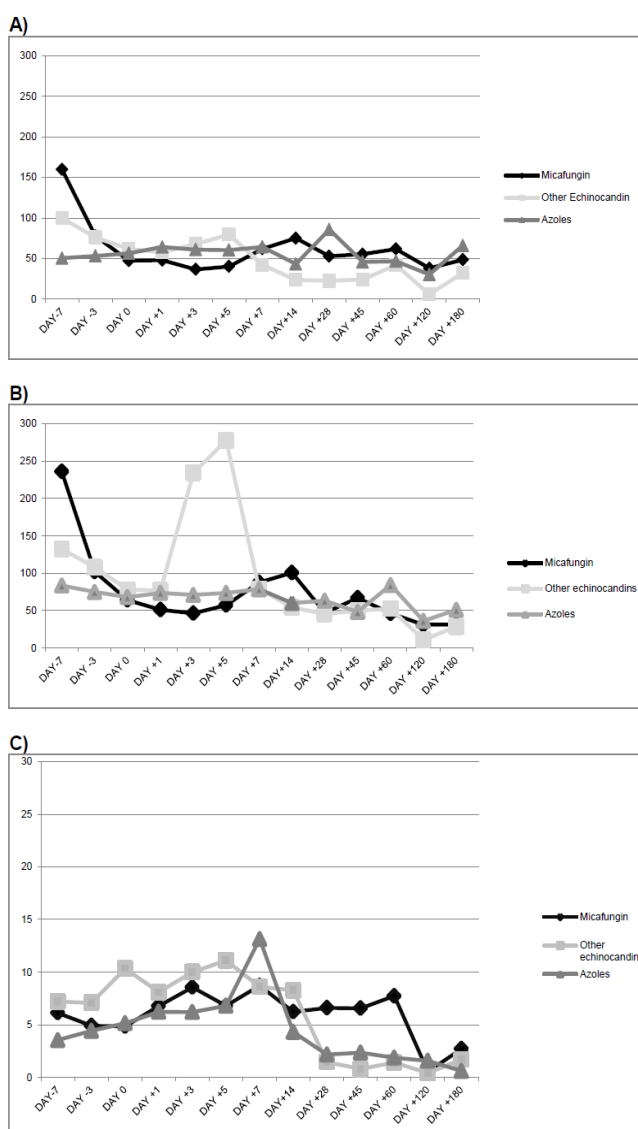 A)
300
250
200
150
100
50
0
DAY-7 DAY -3 DAY 0 DAY +1 DAY +3 DAY +5 DAY +7 DAY+14 DAY +28 DAY +45 DAY +60 DAY +120 DAY +180
Micafungin
Other Echinocandin
Azoles
B)
300
250
200
150
100
50
0
DAY-7 DAY -3 DAY 0 DAY +1 DAY +3 DAY +5 DAY +7 DAY+14 DAY +28 DAY +45 DAY +60 DAY +120 DAY +180
Micafungin
Other echinocandins
Azoles
C)
30
25
20
15
10
5
0
DAY-7 DAY -3 DAY 0 DAY +1 DAY +3 DAY +5 DAY +7 DAY+14 DAY +28 DAY +45 DAY +60 DAY +120 DAY +180
Micafungin
Other
echinocandin
Azoles